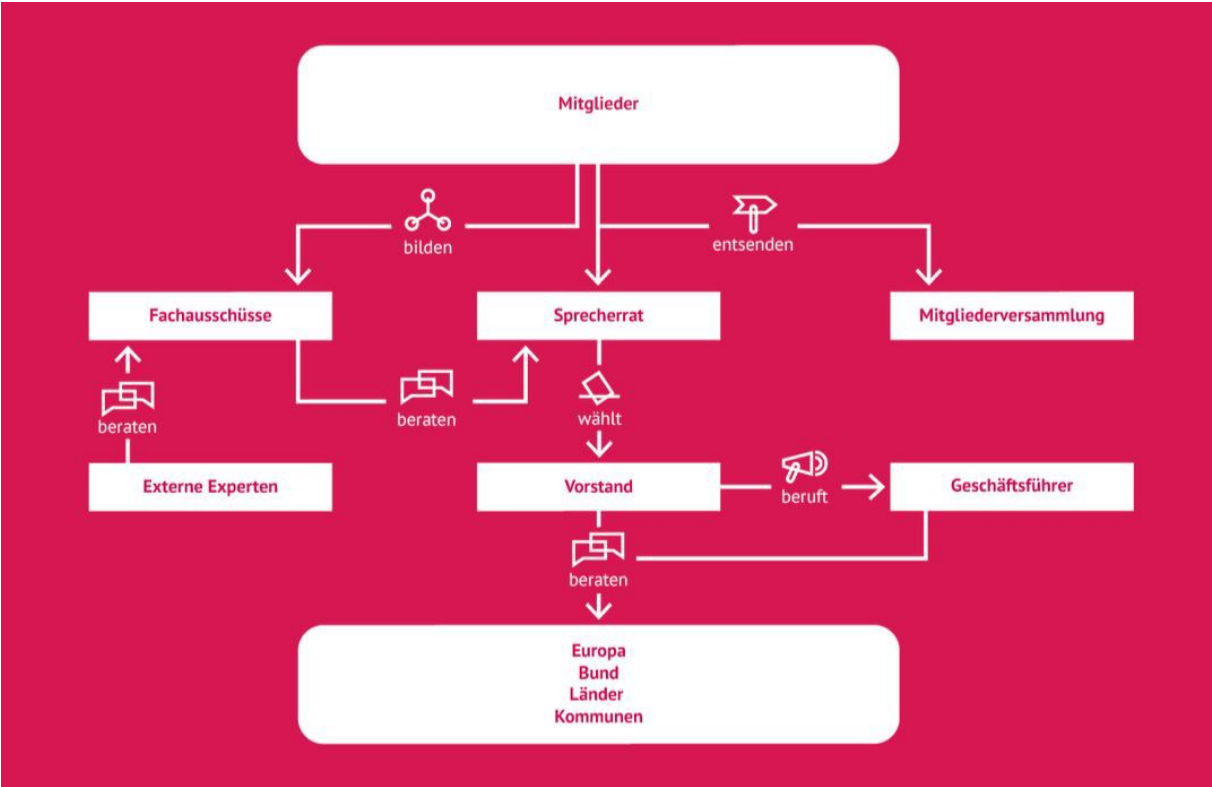 Mitglieder
bilden
entsenden
Fachausschüsse
Sprecherrat
Mitgliederversammlung
beraten
beraten
wählt
Externe Experten
Vorstand
beruft
Geschäftsführer
beraten
Europa
Bund
Länder
Kommunen